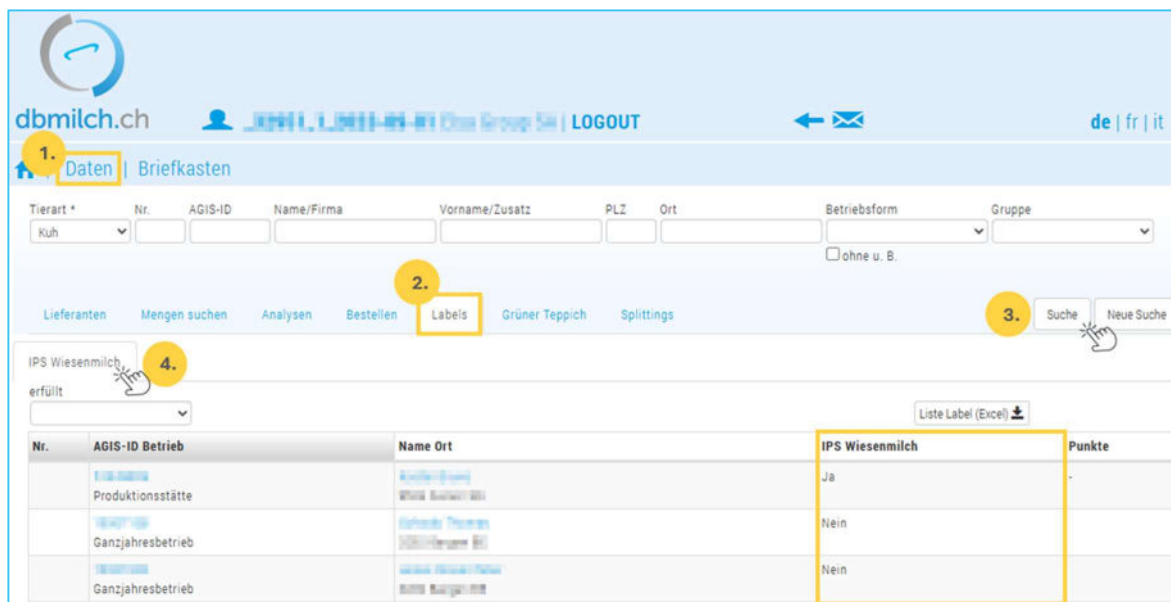 dbmilch.ch
LOGOUT
de | fr | it
1.
Daten | Briefkasten
Tierart * Nr. AGIS-ID Name/Firma Vorname/Zusatz PLZ Ort Betriebsform Gruppe
Kuh
ohne u. B.
2.
Lieferanten Mengen suchen Analysen Bestellen Labels Grüner Teppich Splittings 3. Suche Neue Suche
IPS Wiesenmilch 4.
erfüllt
Liste Label (Excel)
Nr. AGIS-ID Betrieb Name Ort IPS Wiesenmilch Punkte
Ja -
Produktionsstätte
Nein
Ganzjahresbetrieb
Nein
Ganzjahresbetrieb